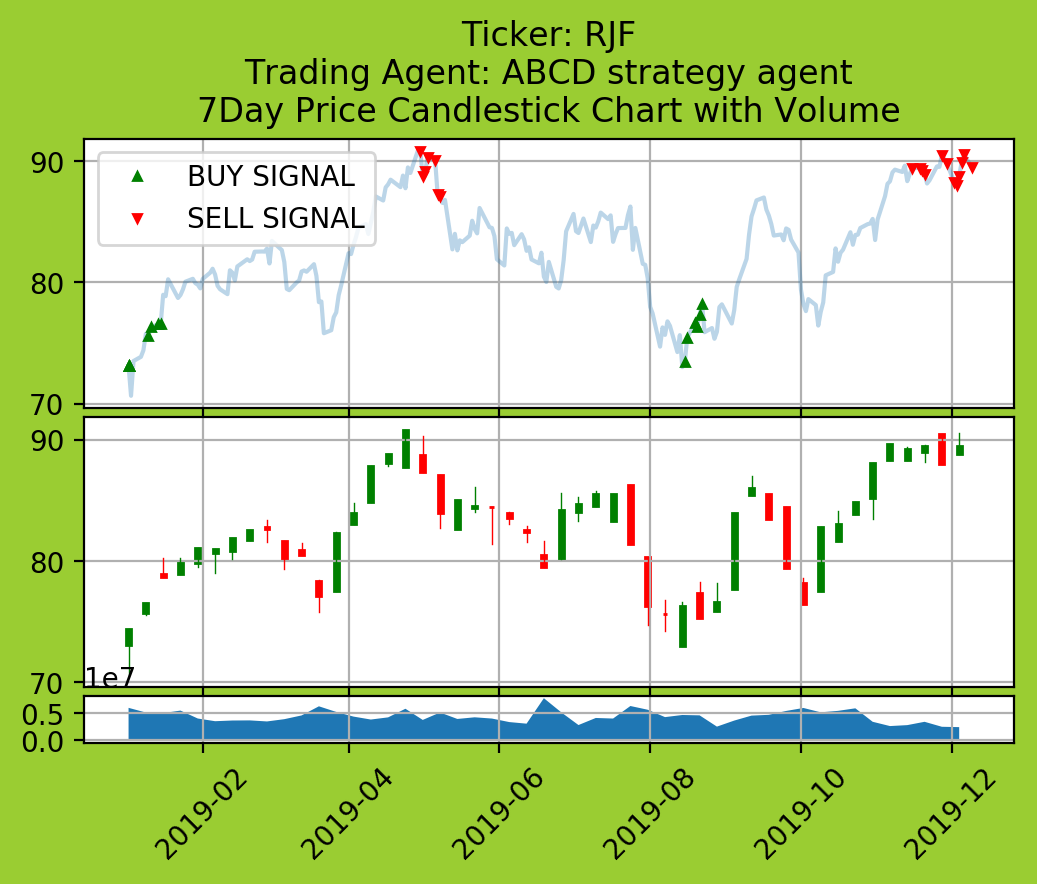 Ticker: RJF
Trading Agent: ABCD strategy agent
7Day Price Candlestick Chart with Volume
90
80
70
BUY SIGNAL
SELL SIGNAL
90
80
70
1e7
0.5
0.0
2019-02
2019-04
2019-06
2019-08
2019-10
2019-12